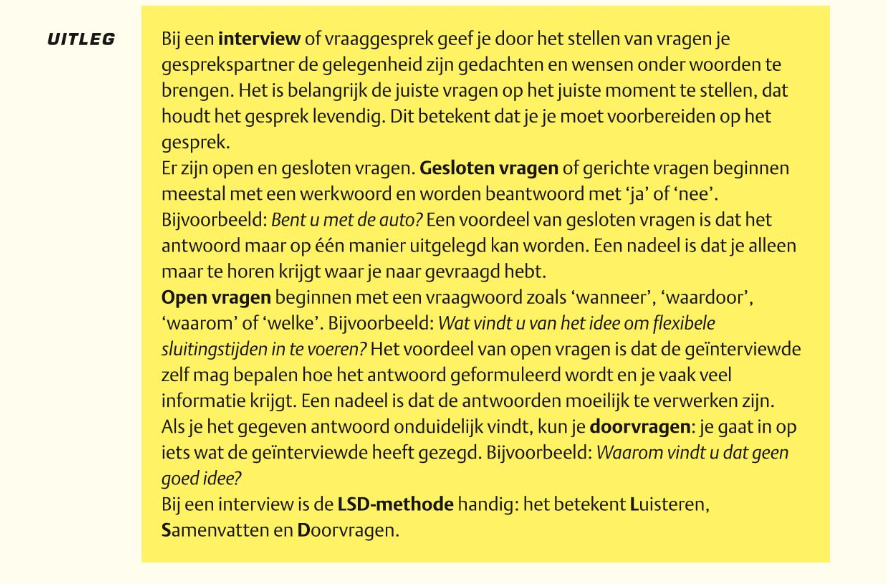 UITLEG
Bij een interview of vraaggesprek geef je door het stellen van vragen je
gesprekspartner de gelegenheid zijn gedachten en wensen onder woorden te
brengen. Het is belangrijk de juiste vragen op het juiste moment te stellen, dat
houdt het gesprek levendig. Dit betekent dat je je moet voorbereiden op het
gesprek.
Er zijn open en gesloten vragen. Gesloten vragen of gerichte vragen beginnen
meestal met een werkwoord en worden beantwoord met ‘ja’ of ‘nee’.
Bijvoorbeeld: Bent u met de auto? Een voordeel van gesloten vragen is dat het
antwoord maar op één manier uitgelegd kan worden. Een nadeel is dat je alleen
maar te horen krijgt waar je naar gevraagd hebt.
Open vragen beginnen met een vraagwoord zoals ‘wanneer’, ‘waardoor’,
‘waarom’ of ‘welke’. Bijvoorbeeld: Wat vindt u van het idee om flexibele
sluitingstijden in te voeren? Het voordeel van open vragen is dat de geïnterviewde
zelf mag bepalen hoe het antwoord geformuleerd wordt en je vaak veel
informatie krijgt. Een nadeel is dat de antwoorden moeilijk te verwerken zijn.
Als je het gegeven antwoord onduidelijk vindt, kun je doorvragen: je gaat in op
iets wat de geïnterviewde heeft gezegd. Bijvoorbeeld: Waarom vindt u dat geen
goed idee?
Bij een interview is de LSD-methode handig: het betekent Luisteren,
Samenvatten en Doorvragen.